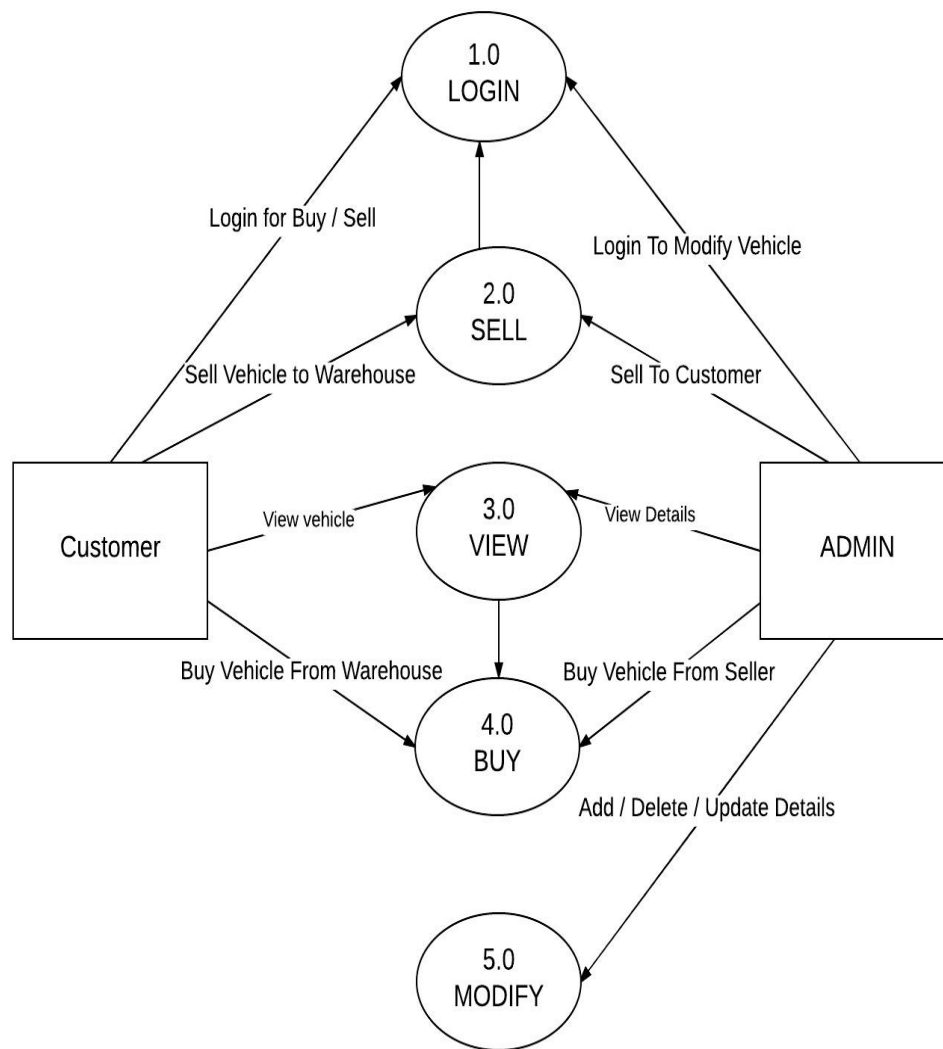 1.0
LOGIN
Login for Buy / Sell
Login To Modify Vehicle
2.0
SELL
Sell Vehicle to Warehouse
Sell To Customer
Customer
View vehicle
3.0
VIEW
View Details
ADMIN
Buy Vehicle From Warehouse
Buy Vehicle From Seller
4.0
BUY
Add / Delete / Update Details
5.0
MODIFY